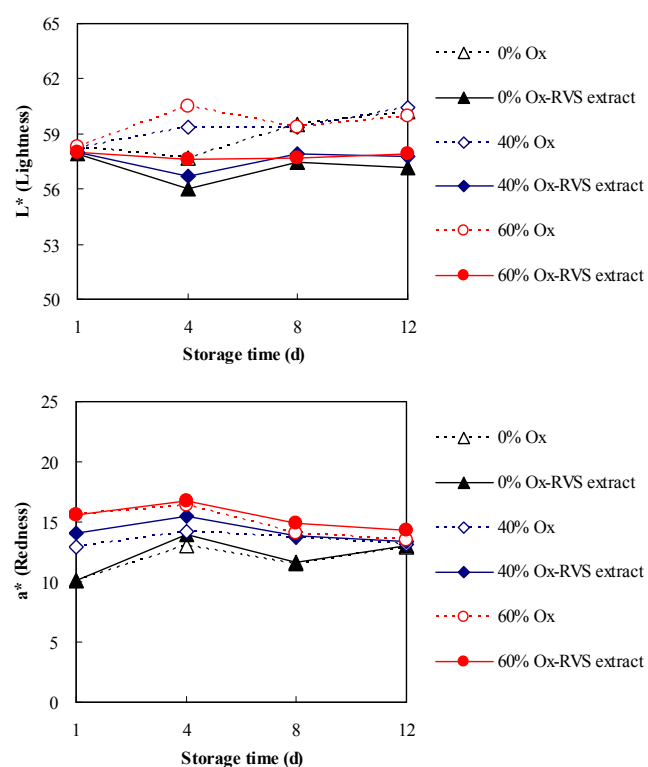 65
62
59
56
53
50
L* (Lightness)
1
4
8
12
Storage time (d)
0% Ox
0% Ox-RVS extract
40% Ox
40% Ox-RVS extract
60% Ox
60% Ox-RVS extract
25
20
15
10
5
0
a* (Redness)
1
4
8
12
Storage time (d)
0% Ox
0% Ox-RVS extract
40% Ox
40% Ox-RVS extract
60% Ox
60% Ox-RVS extract